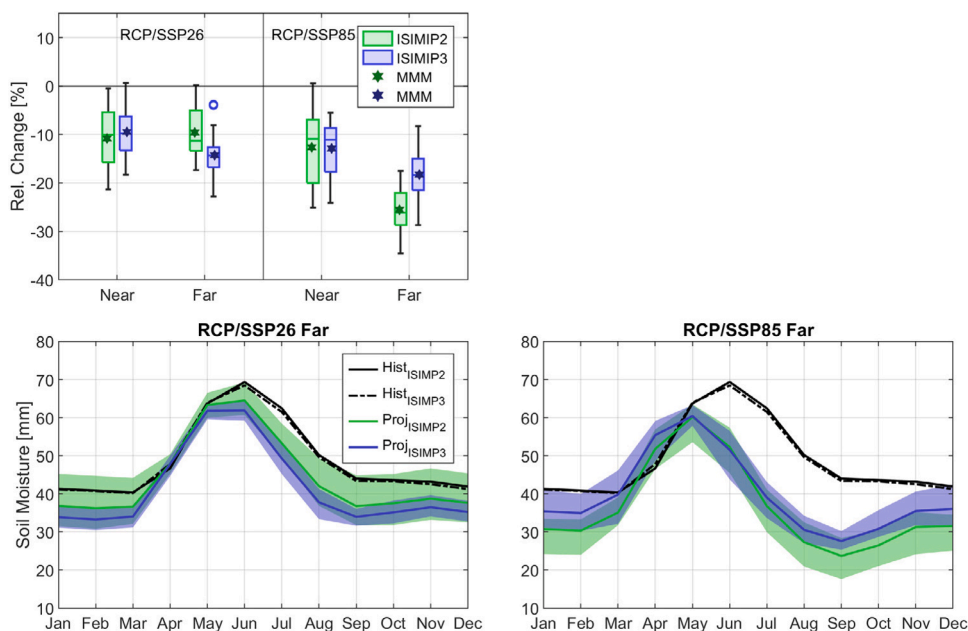 RCP/SSP26
RCP/SSP85
ISIMIP2
ISIMIP3
MMM
MMM
Rel. Change [%]
10
0
-10
-20
-30
-40
Near
Far
Near
Far
RCP/SSP26 Far
Soil Moisture [mm]
80
70
60
50
40
30
20
10
Hist ISIMP2
Hist ISIMP3
Proj ISIMP2
Proj ISIMP3
Jan Feb Mar Apr May Jun Jul Aug Sep Oct Nov Dec
RCP/SSP85 Far
80
70
60
50
40
30
20
10
Jan Feb Mar Apr May Jun Jul Aug Sep Oct Nov Dec